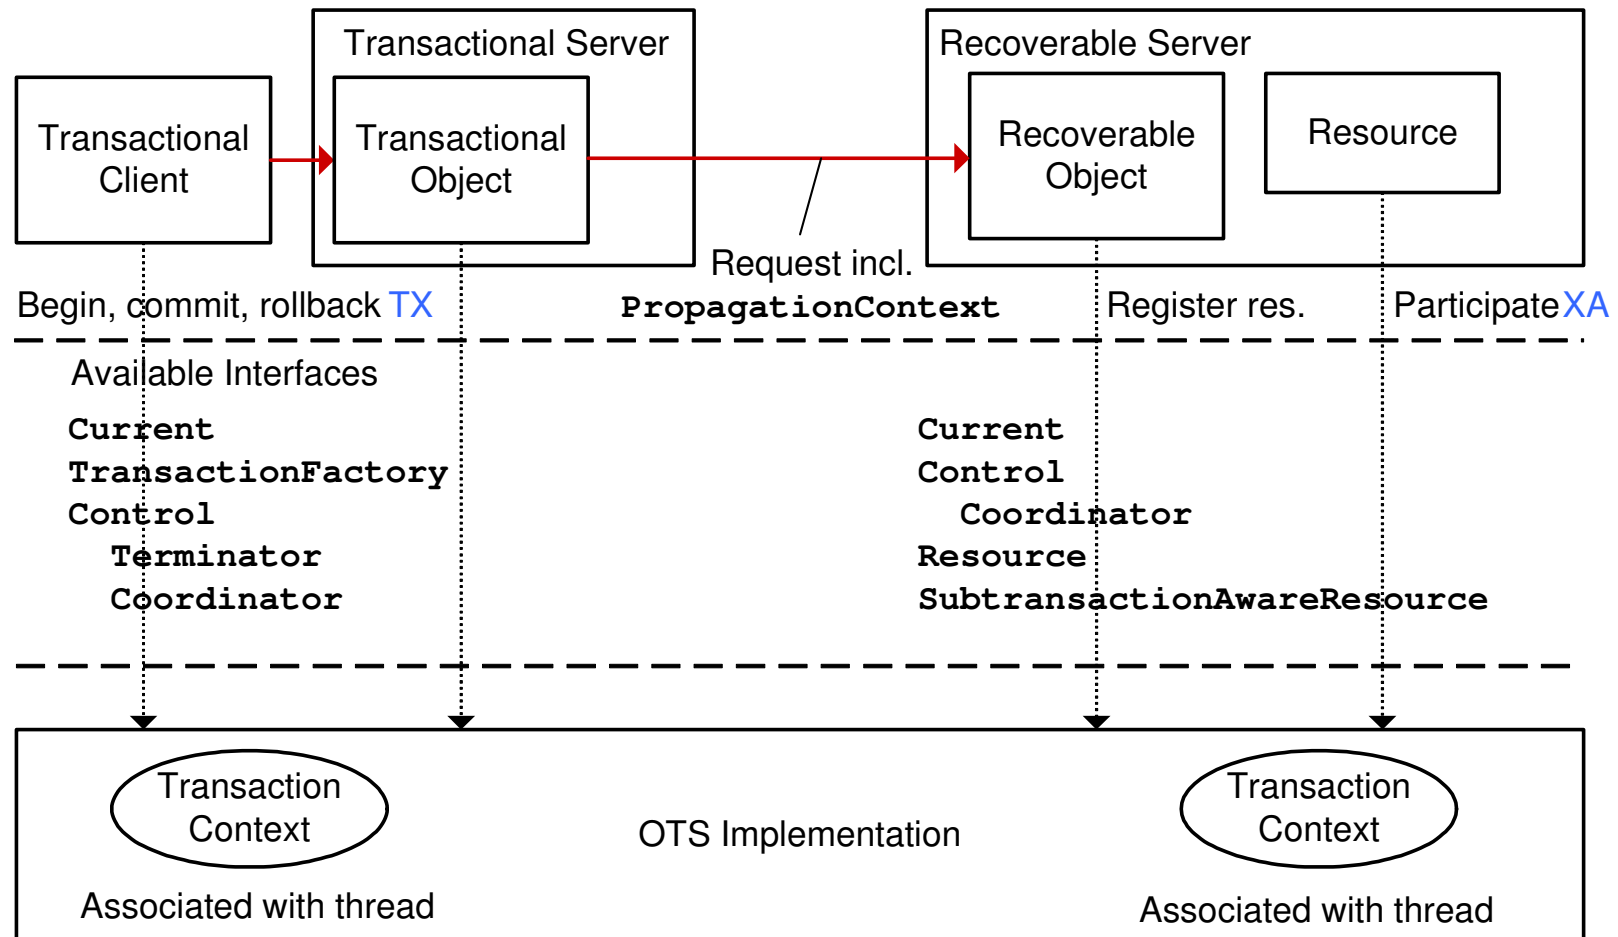 Transactional Server
Recoverable Server
Transactional
Client
Transactional
Object
Recoverable
Object
Resource
Request incl.
PropagationContext
Begin, commit, rollback TX
Register res.
Participate XA
Available Interfaces
Current
TransactionFactory
Control
Terminator
Coordinator
Current
Control
Coordinator
Resource
SubtransactionAwareResource
Transaction
Context
Associated with thread
OTS Implementation
Transaction
Context
Associated with thread